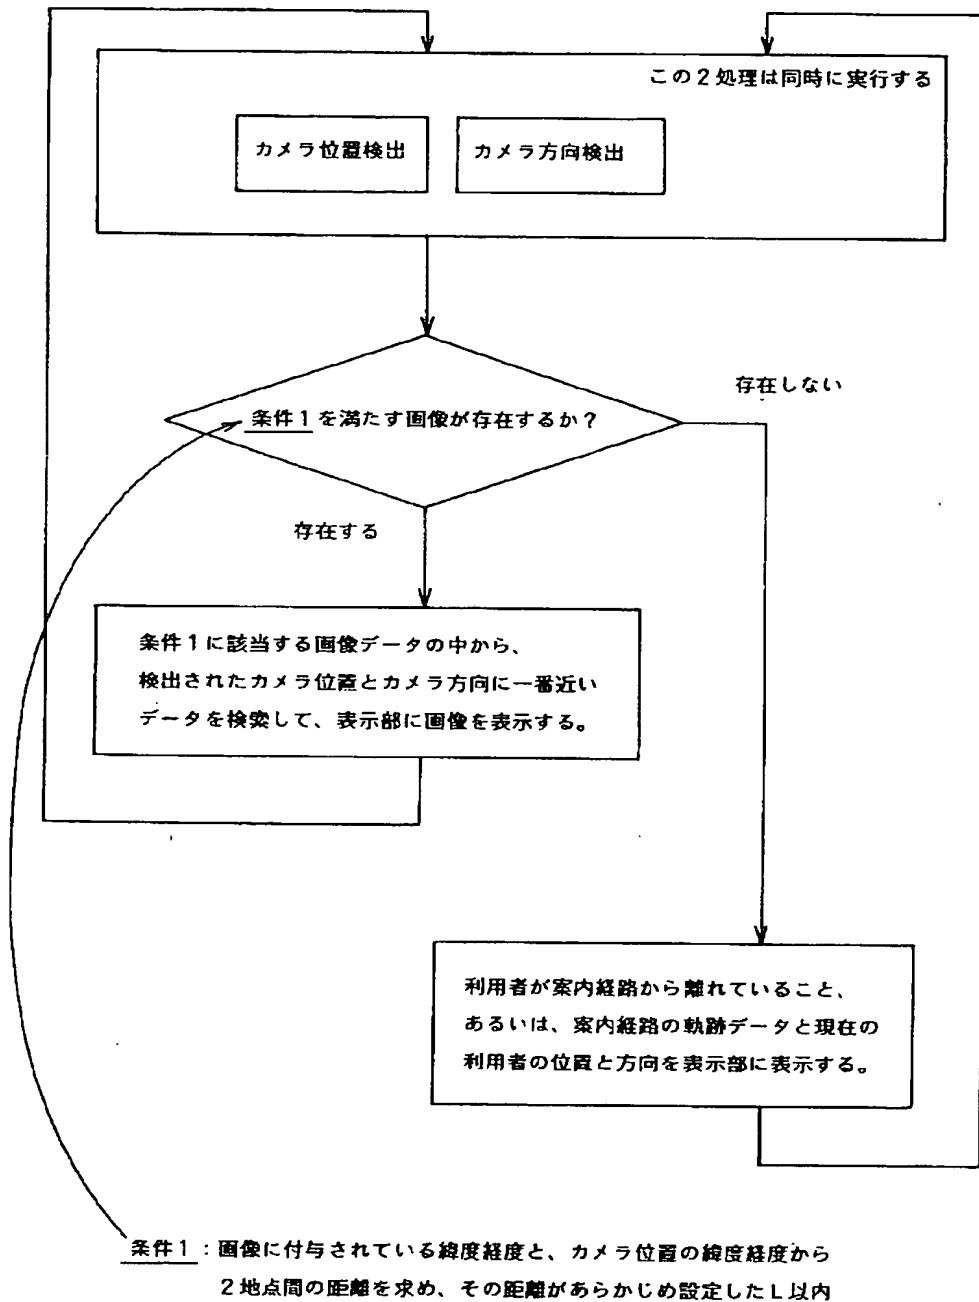 この2処理は同時に実行する
カメラ位置検出
カメラ方向検出
条件1を満たす画像が存在するか?
存在しない
存在する
条件1に該当する画像データの中から、
検出されたカメラ位置とカメラ方向に一番近い
データを検索して、表示部に画像を表示する。
利用者が案内経路から離れていること、
あるいは、案内経路の軌跡データと現在の
利用者の位置と方向を表示部に表示する。
条件1:画像に付与されている緯度経度と、カメラ位置の緯度経度から
2地点間の距離を求め、その距離があらかじめ設定したL以内